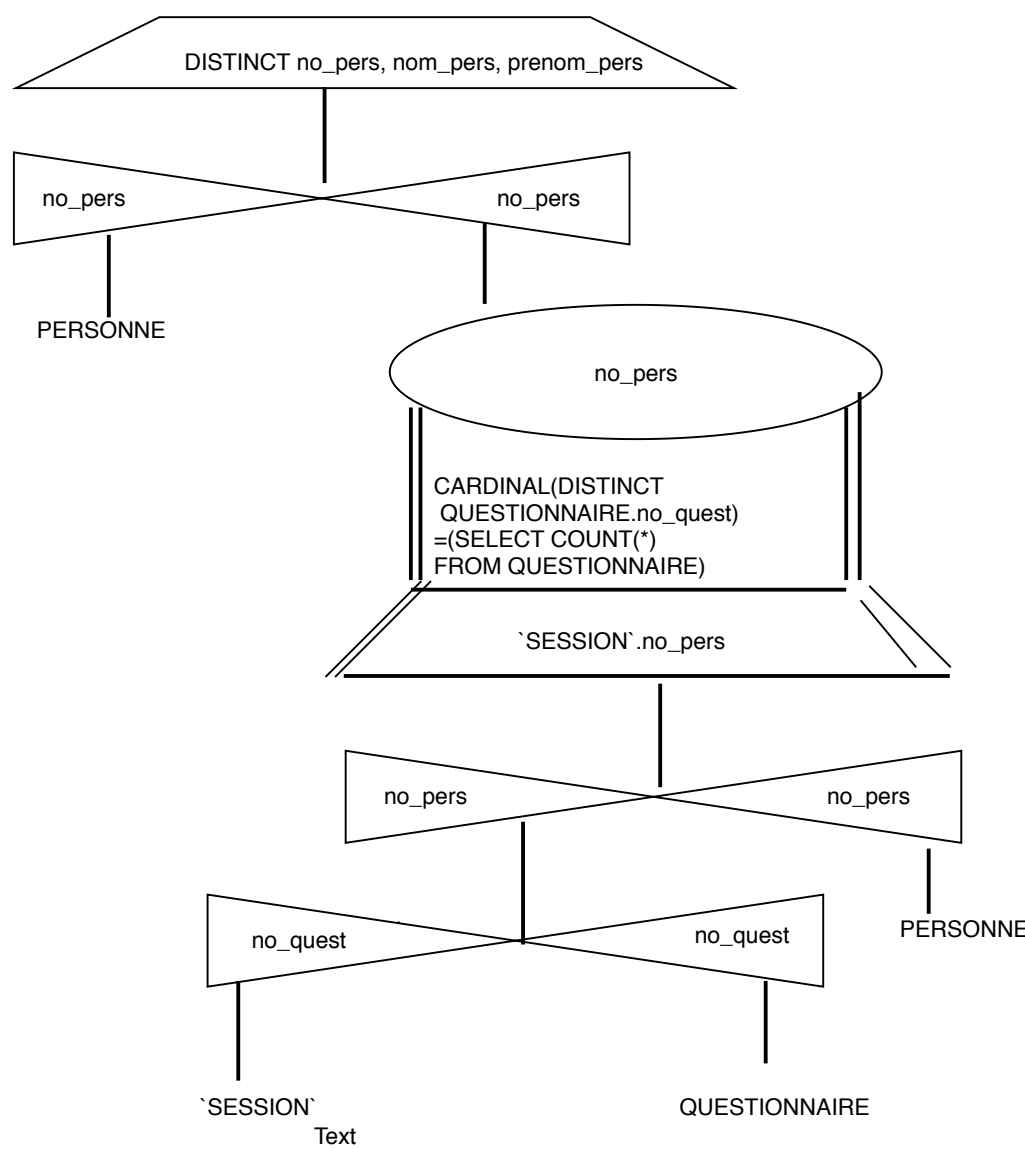 DISTINCT no_pers, nom_pers, prenom_pers
no_pers
no_pers
PERSONNE
no_pers
CARDINAL(DISTINCT
QUESTIONNAIRE.no_quest)
=(SELECT COUNT(*)
FROM QUESTIONNAIRE)
`SESSION`.no_pers
no_pers
no_pers
PERSONNE
no_quest
no_quest
`SESSION`
QUESTIONNAIRE
Text